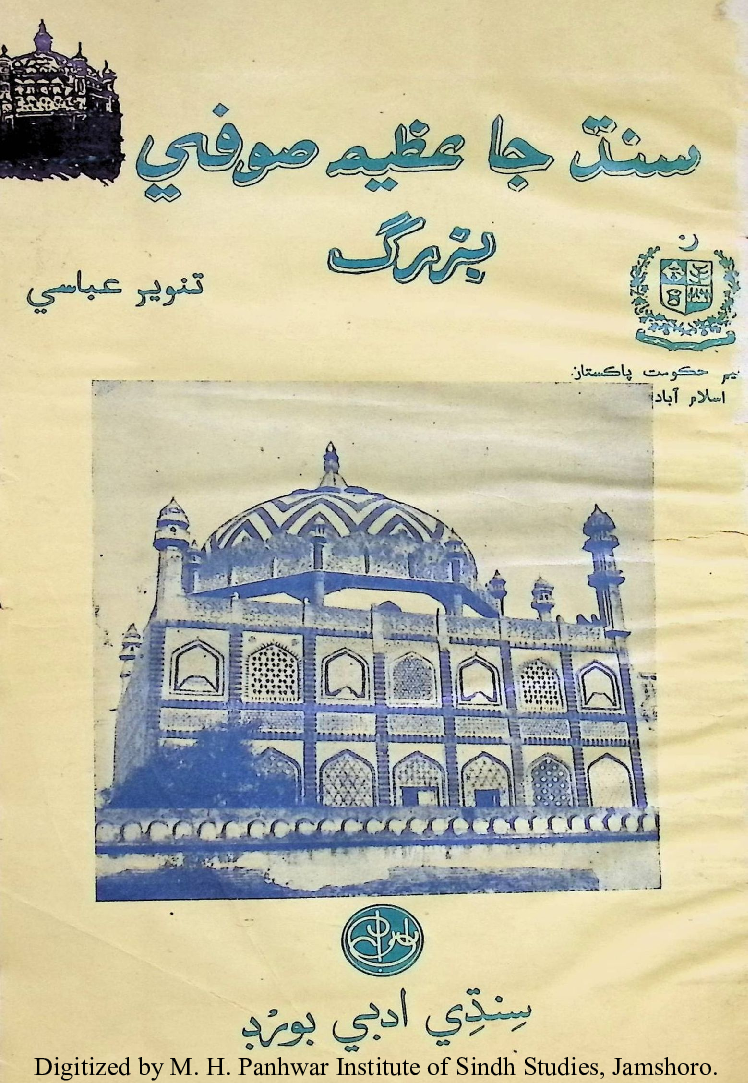 سنڌ جا عظيم صوفي
بزرگ
تنوير عباسي
حڪومت پاڪستان
اسلام آباد
سِنڌِي ادبي بورڊ
Digitized by M. H. Panhwar Institute of Sindh Studies, Jamshoro.